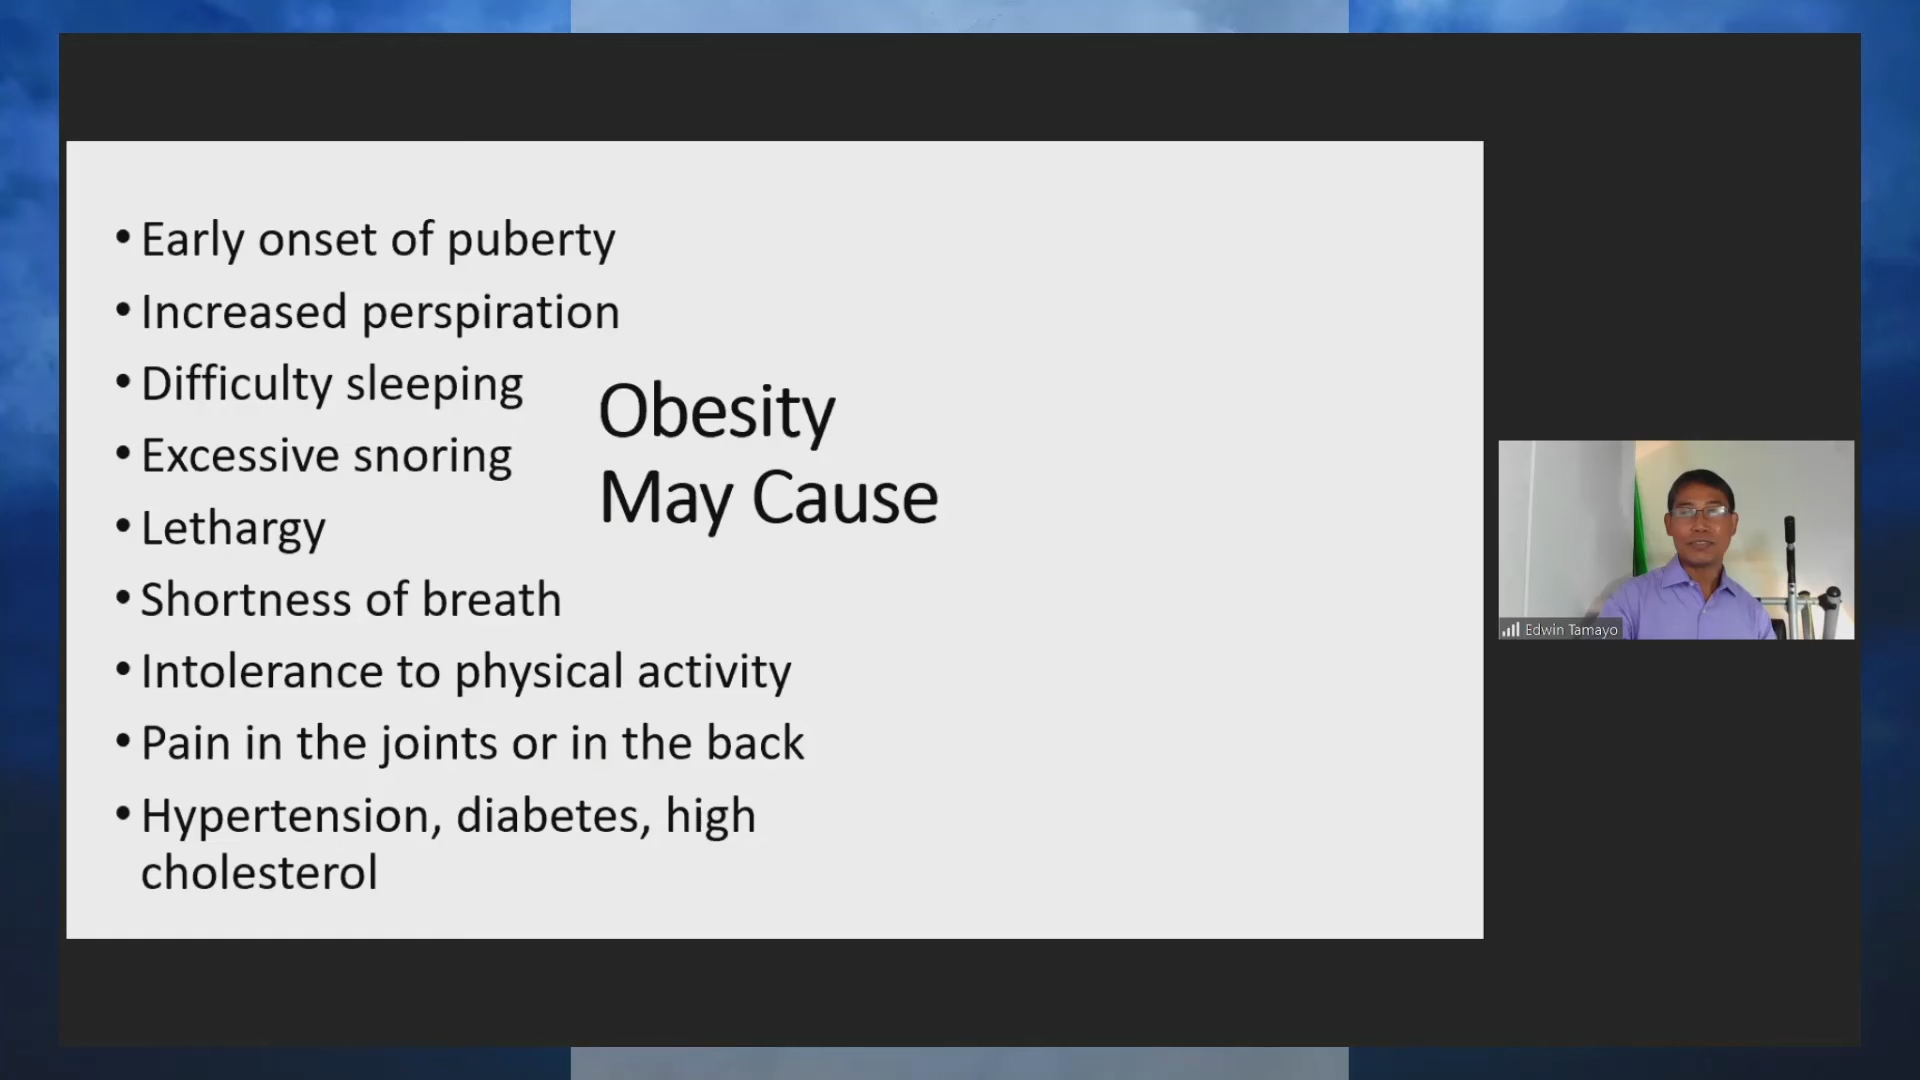 • Early onset of puberty
• Increased perspiration
• Difficulty sleeping
• Excessive snoring
• Lethargy
• Shortness of breath
• Intolerance to physical activity
• Pain in the joints or in the back
• Hypertension, diabetes, high
cholesterol
Obesity
May Cause
Edwin Tamayo